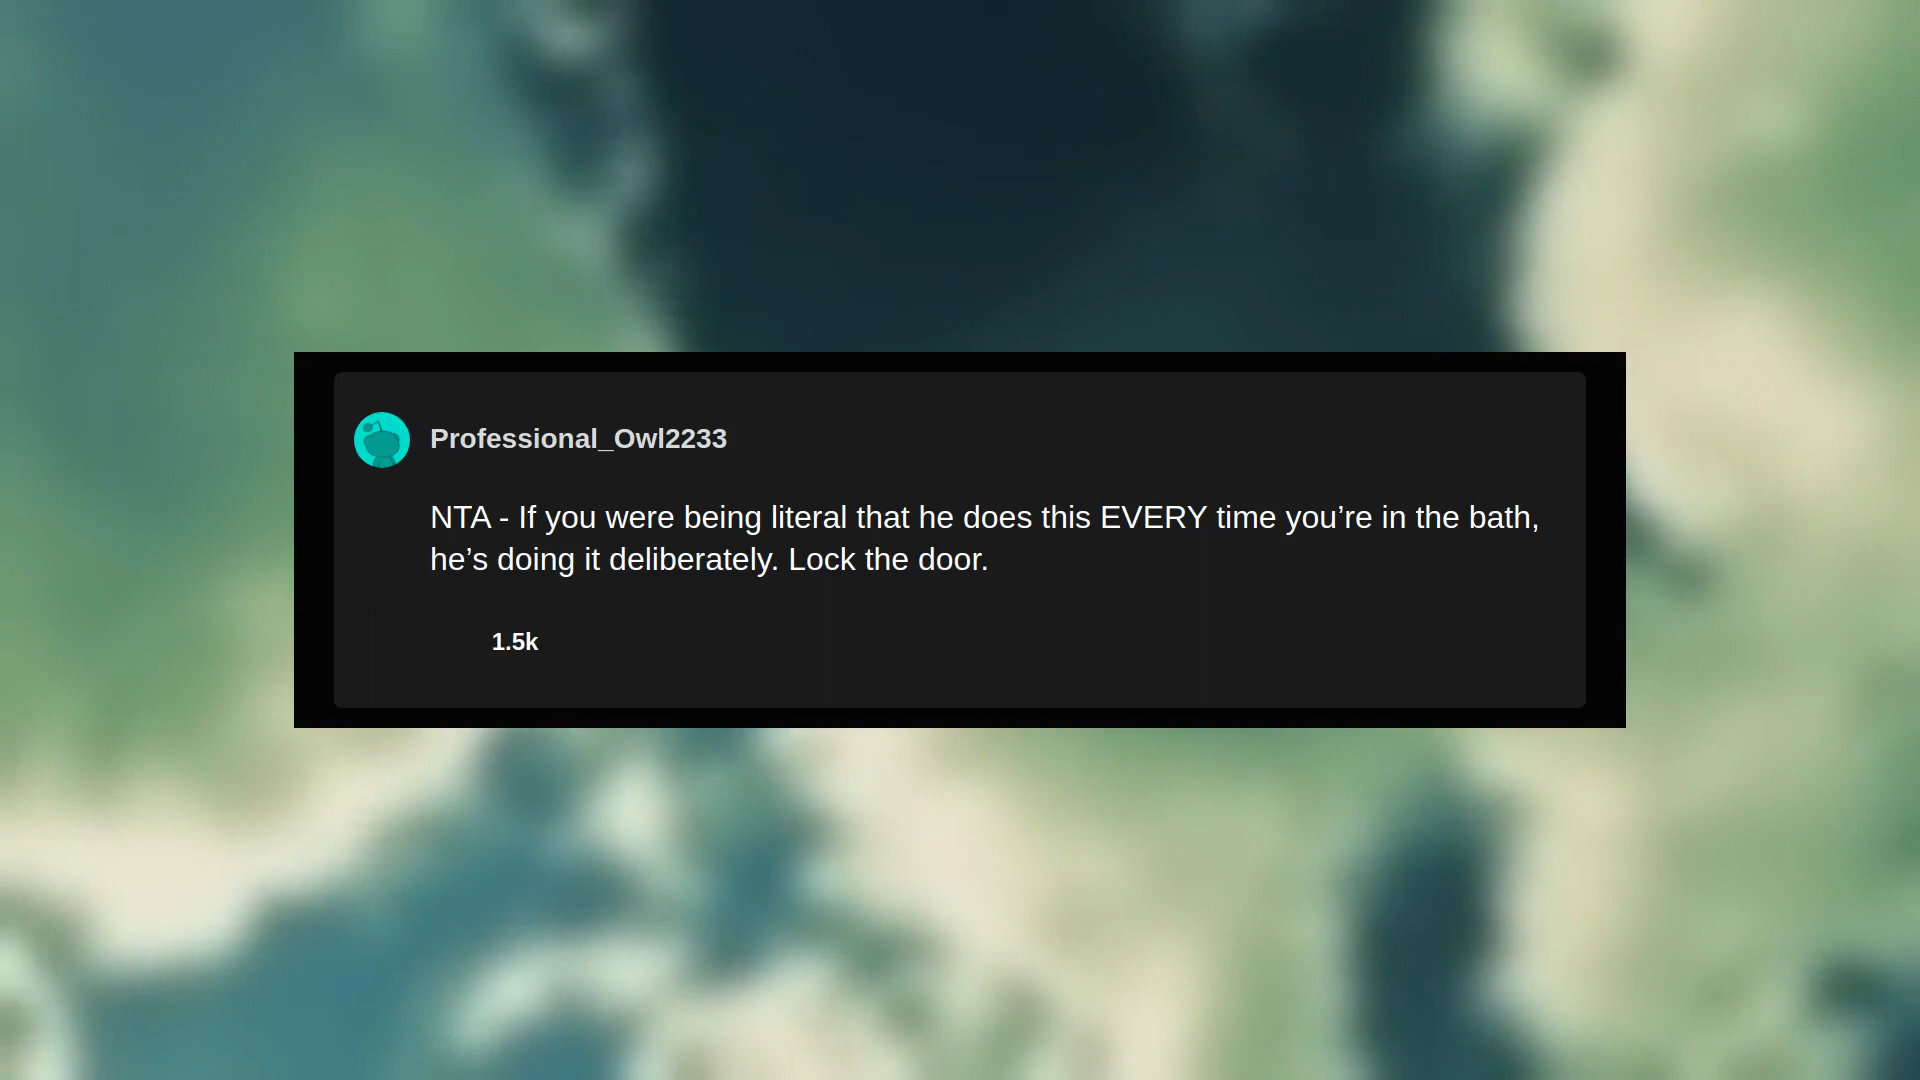 Professional_Owl2233
NTA - If you were being literal that he does this EVERY time you’re in the bath,
he’s doing it deliberately. Lock the door.
1.5k